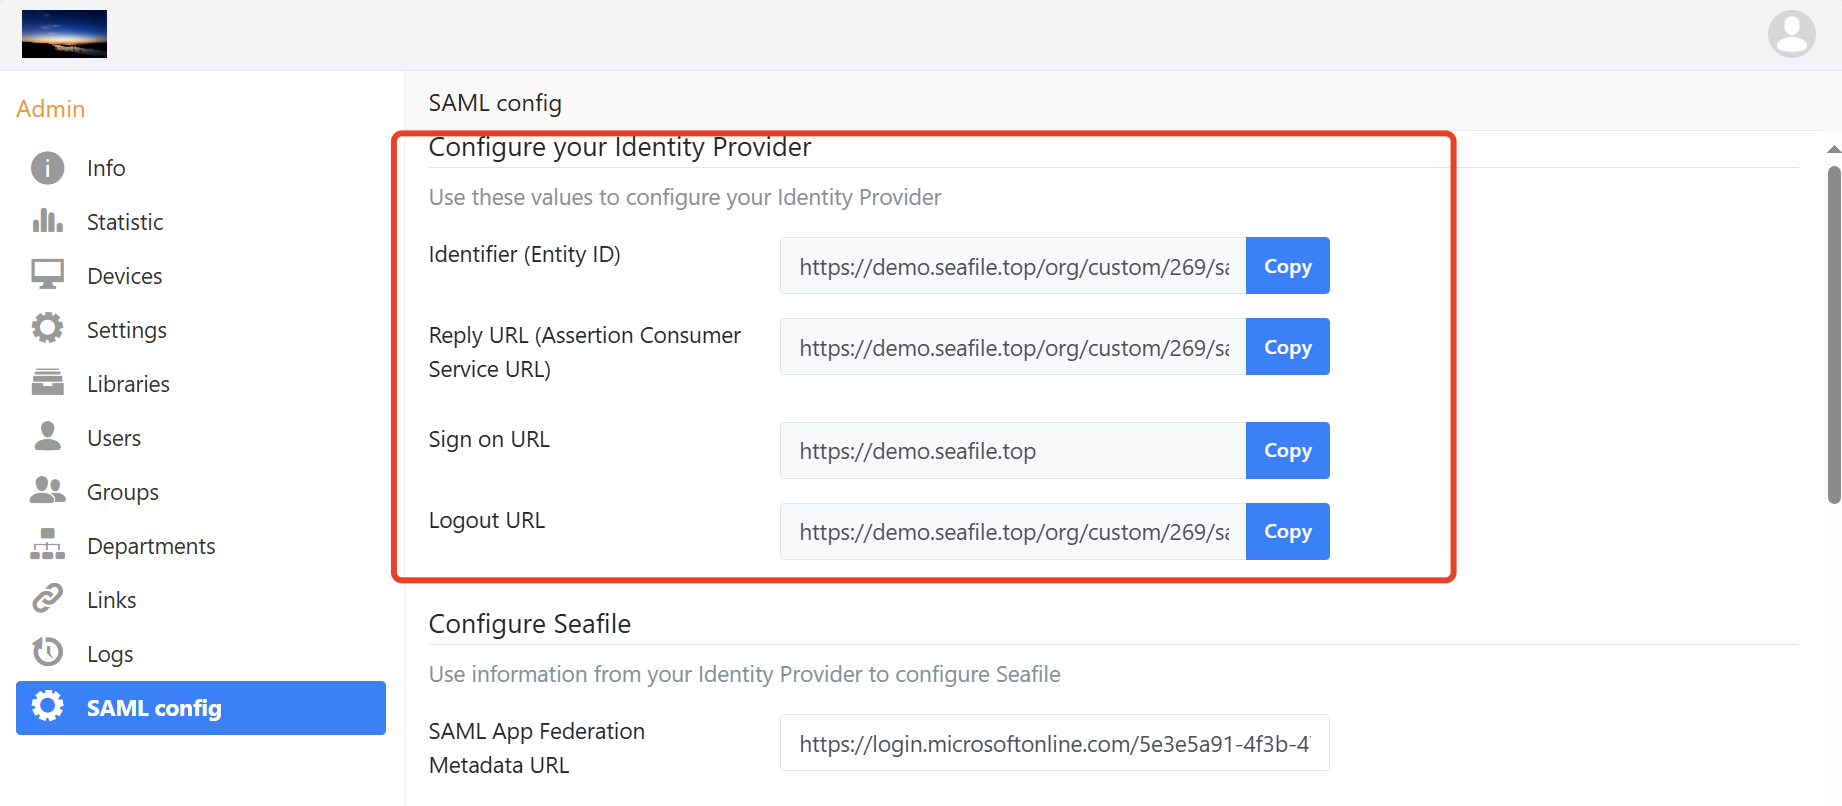 Admin
Info
Statistic
Devices
Settings
Libraries
Users
Groups
Departments
Links
Logs
SAML config
SAML config
Configure your Identity Provider
Use these values to configure your Identity Provider
Identifier (Entity ID)
https://demo.seafile.top/org/custom/269/sa
Copy
Reply URL (Assertion Consumer
Service URL)
https://demo.seafile.top/org/custom/269/sa
Copy
Sign on URL
https://demo.seafile.top
Copy
Logout URL
https://demo.seafile.top/org/custom/269/sa
Copy
Configure Seafile
Use information from your Identity Provider to configure Seafile
SAML App Federation
Metadata URL
https://login.microsoftonline.com/5e3e5a91-4f3b-4